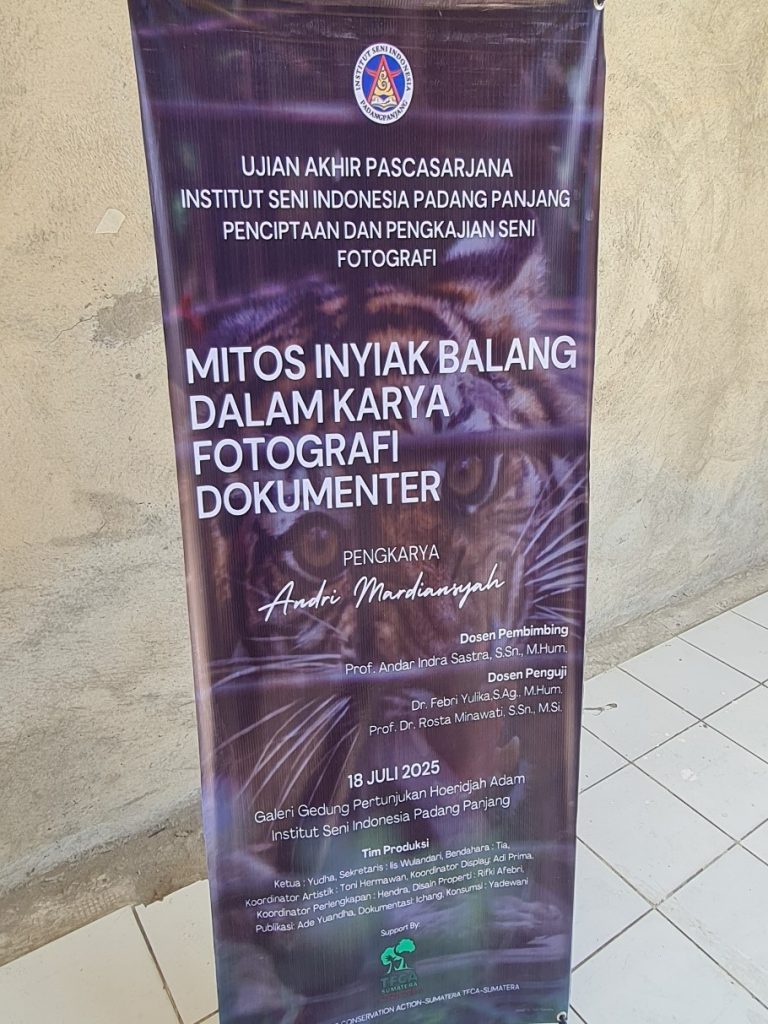 INSTITUT SENI INDONESIA
PADANGPANJANG
UJIAN AKHIR PASCASARJANA
INSTITUT SENI INDONESIA PADANG PANJANG
PENCIPTAAN DAN PENGKAJIAN SENI
FOTOGRAFI
MITOS INYIAK BALANG
DALAM KARYA
FOTOGRAFI
DOKUMENTER
PENGKARYA
Andri Mardiansyah
Dosen Pembimbing
Prof. Andar Indra Sastra, S.Sn., M.Hum.
Dosen Penguji
Dr. Febri Yulika,S.Ag., M.Hum.
Prof. Dr. Rosta Minawati, S.Sn., M.Si.
18 JULI 2025
Galeri Gedung Pertunjukan Hoeridjah Adam
Institut Seni Indonesia Padang Panjang
Tim Produksi
Ketua : Yudha, Sekretaris : Iis Wulandari, Bendahara : Tia,
Koordinator Artistik : Toni Hermawan, Koordinator Display: Adi Prima,
Koordinator Perlengkapan : Hendra, Disain Properti : Rifki Afebri,
Publikasi: Ade Yuandha, Dokumentasi: Ichang, Konsumsi : Yadewani
Support By:
TFCA
SUMATERA
CONSERVATION ACTION-SUMATERA TFCA-SUMATERA